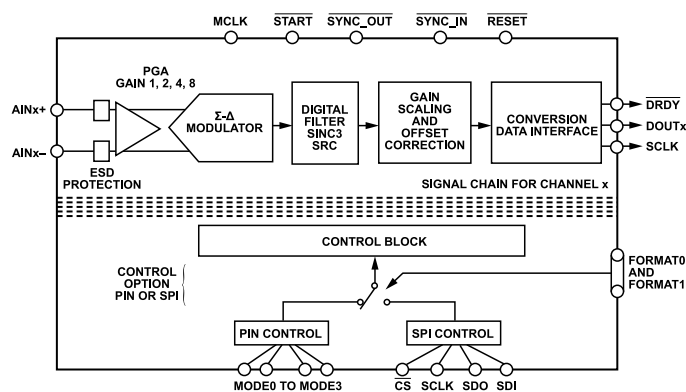 MCLK START SYNC_OUT SYNC_IN RESET
PGA
GAIN 1, 2, 4, 8
AINx+
AINx–
ESD
PROTECTION
Σ-Δ
MODULATOR
DIGITAL
FILTER
SINC3
SRC
GAIN
SCALING
AND
OFFSET
CORRECTION
CONVERSION
DATA INTERFACE
DRDY
DOUTx
SCLK
SIGNAL CHAIN FOR CHANNEL x
CONTROL BLOCK
CONTROL
OPTION
PIN OR SPI
FORMAT0
AND
FORMAT1
PIN CONTROL
SPI CONTROL
MODE0 TO MODE3
CS SCLK SDO SDI